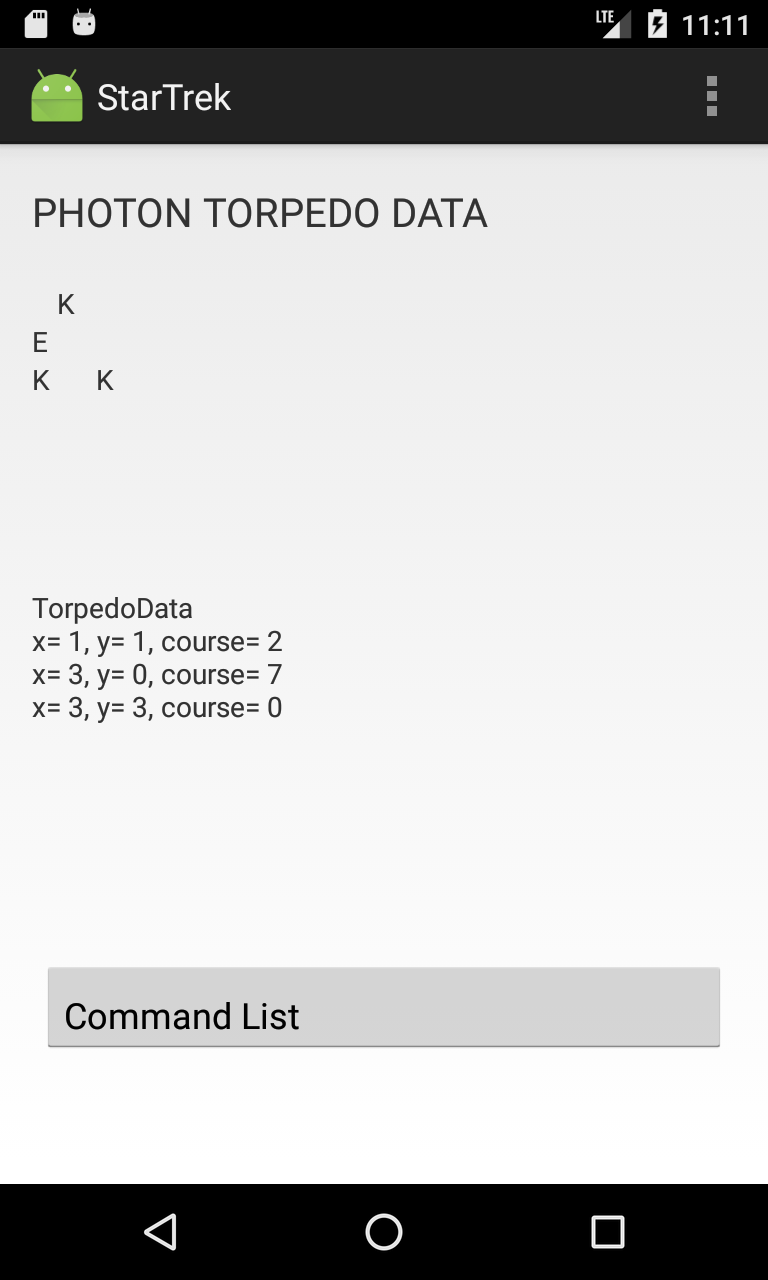 LTE 11:11
StarTrek
PHOTON TORPEDO DATA
K
E
K K
TorpedoData
x= 1, y= 1, course= 2
x= 3, y= 0, course= 7
x= 3, y= 3, course= 0
Command List